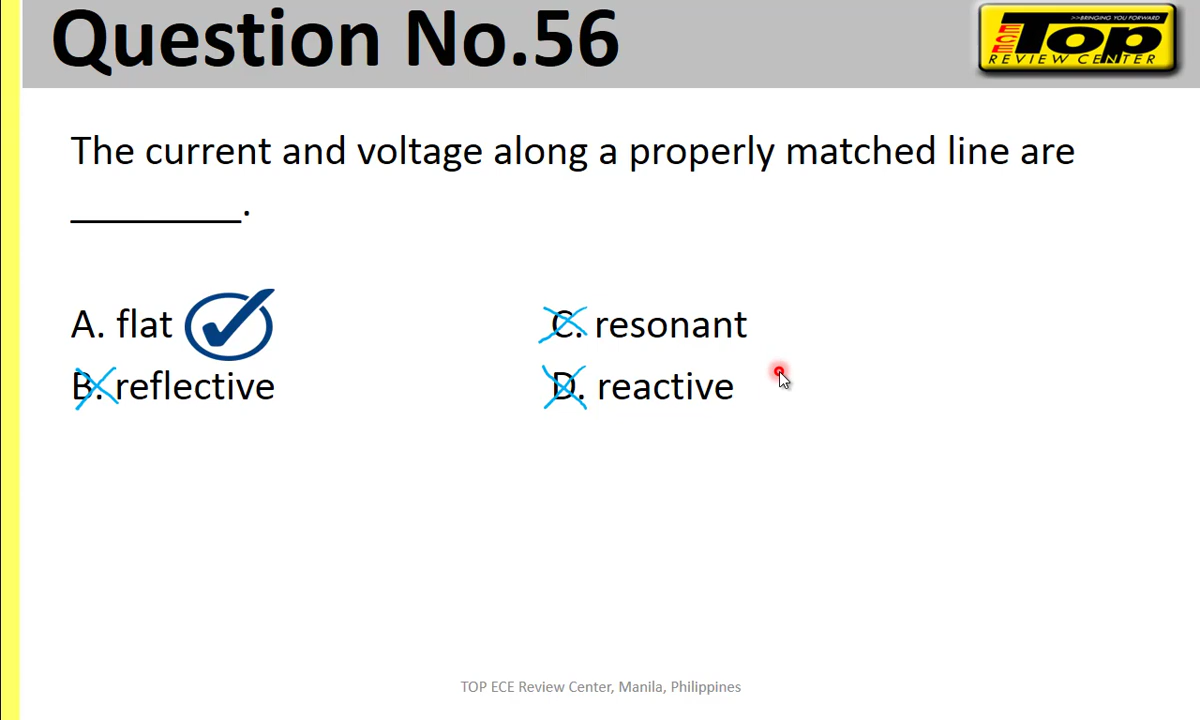 Question No.56
>>BRINGING YOU FORWARD
ECE Top
REVIEW CENTER
The current and voltage along a properly matched line are
________.
A. flat
C. resonant
B. reflective
D. reactive
TOP ECE Review Center, Manila, Philippines